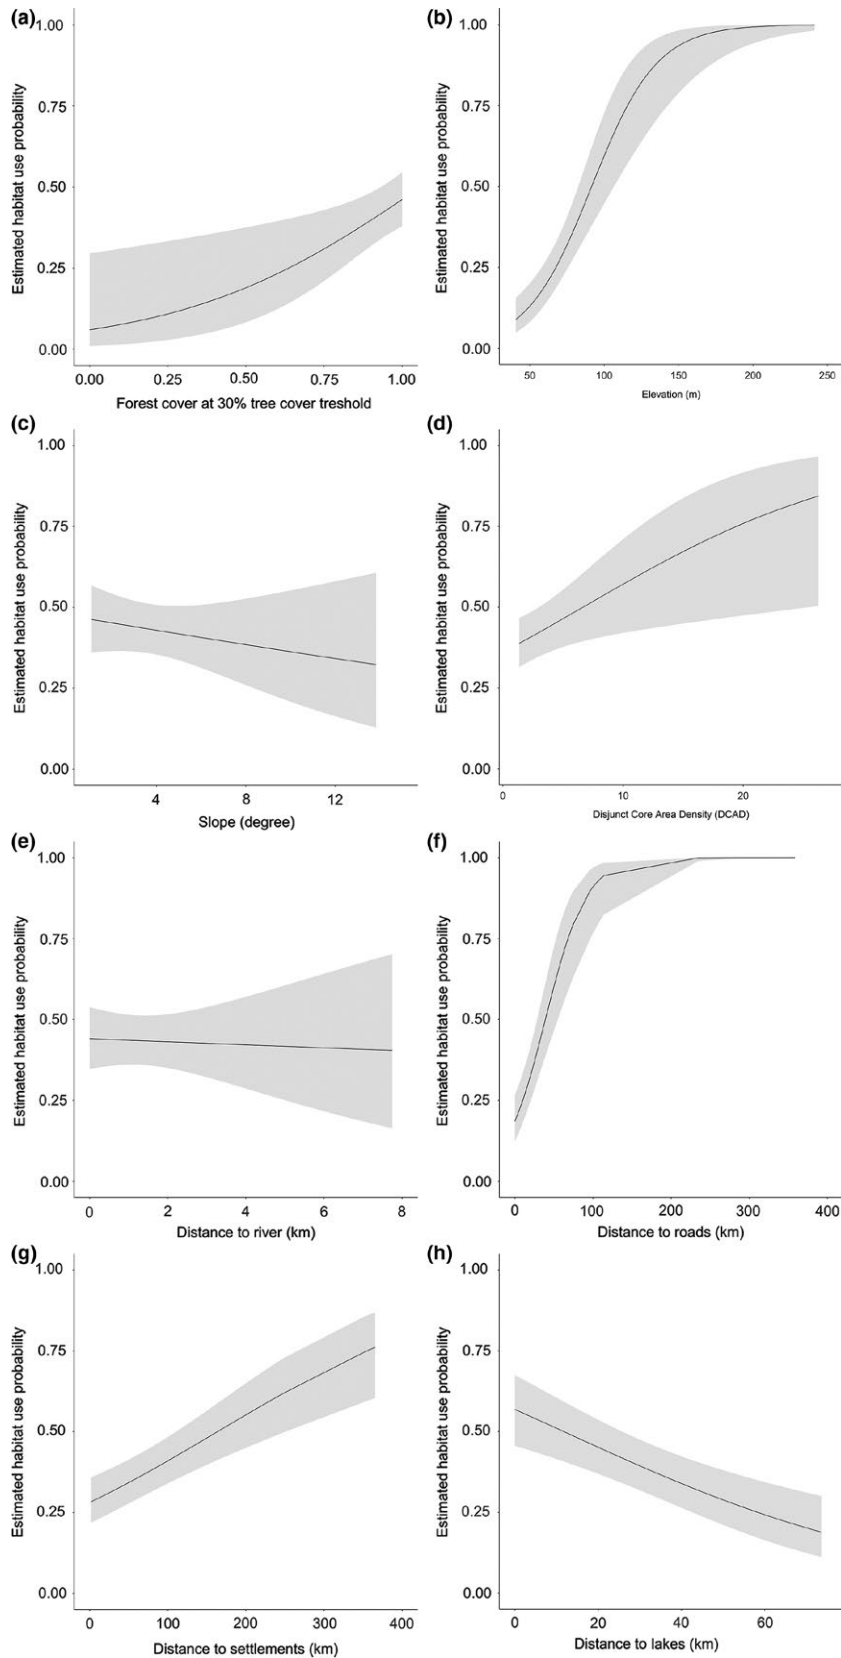 (a)
Estimated habitat use probability
1.00
0.75
0.50
0.25
0.00
0.00 0.25 0.50 0.75 1.00
Forest cover at 30% tree cover treshold
(b)
Estimated habitat use probability
1.00
0.75
0.50
0.25
0.00
50 100 150 200 250
Elevation (m)
(c)
Estimated habitat use probability
1.00
0.75
0.50
0.25
0.00
4 8 12
Slope (degree)
(d)
Estimated habitat use probability
1.00
0.75
0.50
0.25
0.00
0 10 20
Disjunct Core Area Density (DCAD)
(e)
Estimated habitat use probability
1.00
0.75
0.50
0.25
0.00
0 2 4 6 8
Distance to river (km)
(f)
Estimated habitat use probability
1.00
0.75
0.50
0.25
0.00
0 100 200 300 400
Distance to roads (km)
(g)
Estimated habitat use probability
1.00
0.75
0.50
0.25
0.00
0 100 200 300 400
Distance to settlements (km)
(h)
Estimated habitat use probability
1.00
0.75
0.50
0.25
0.00
0 20 40 60
Distance to lakes (km)